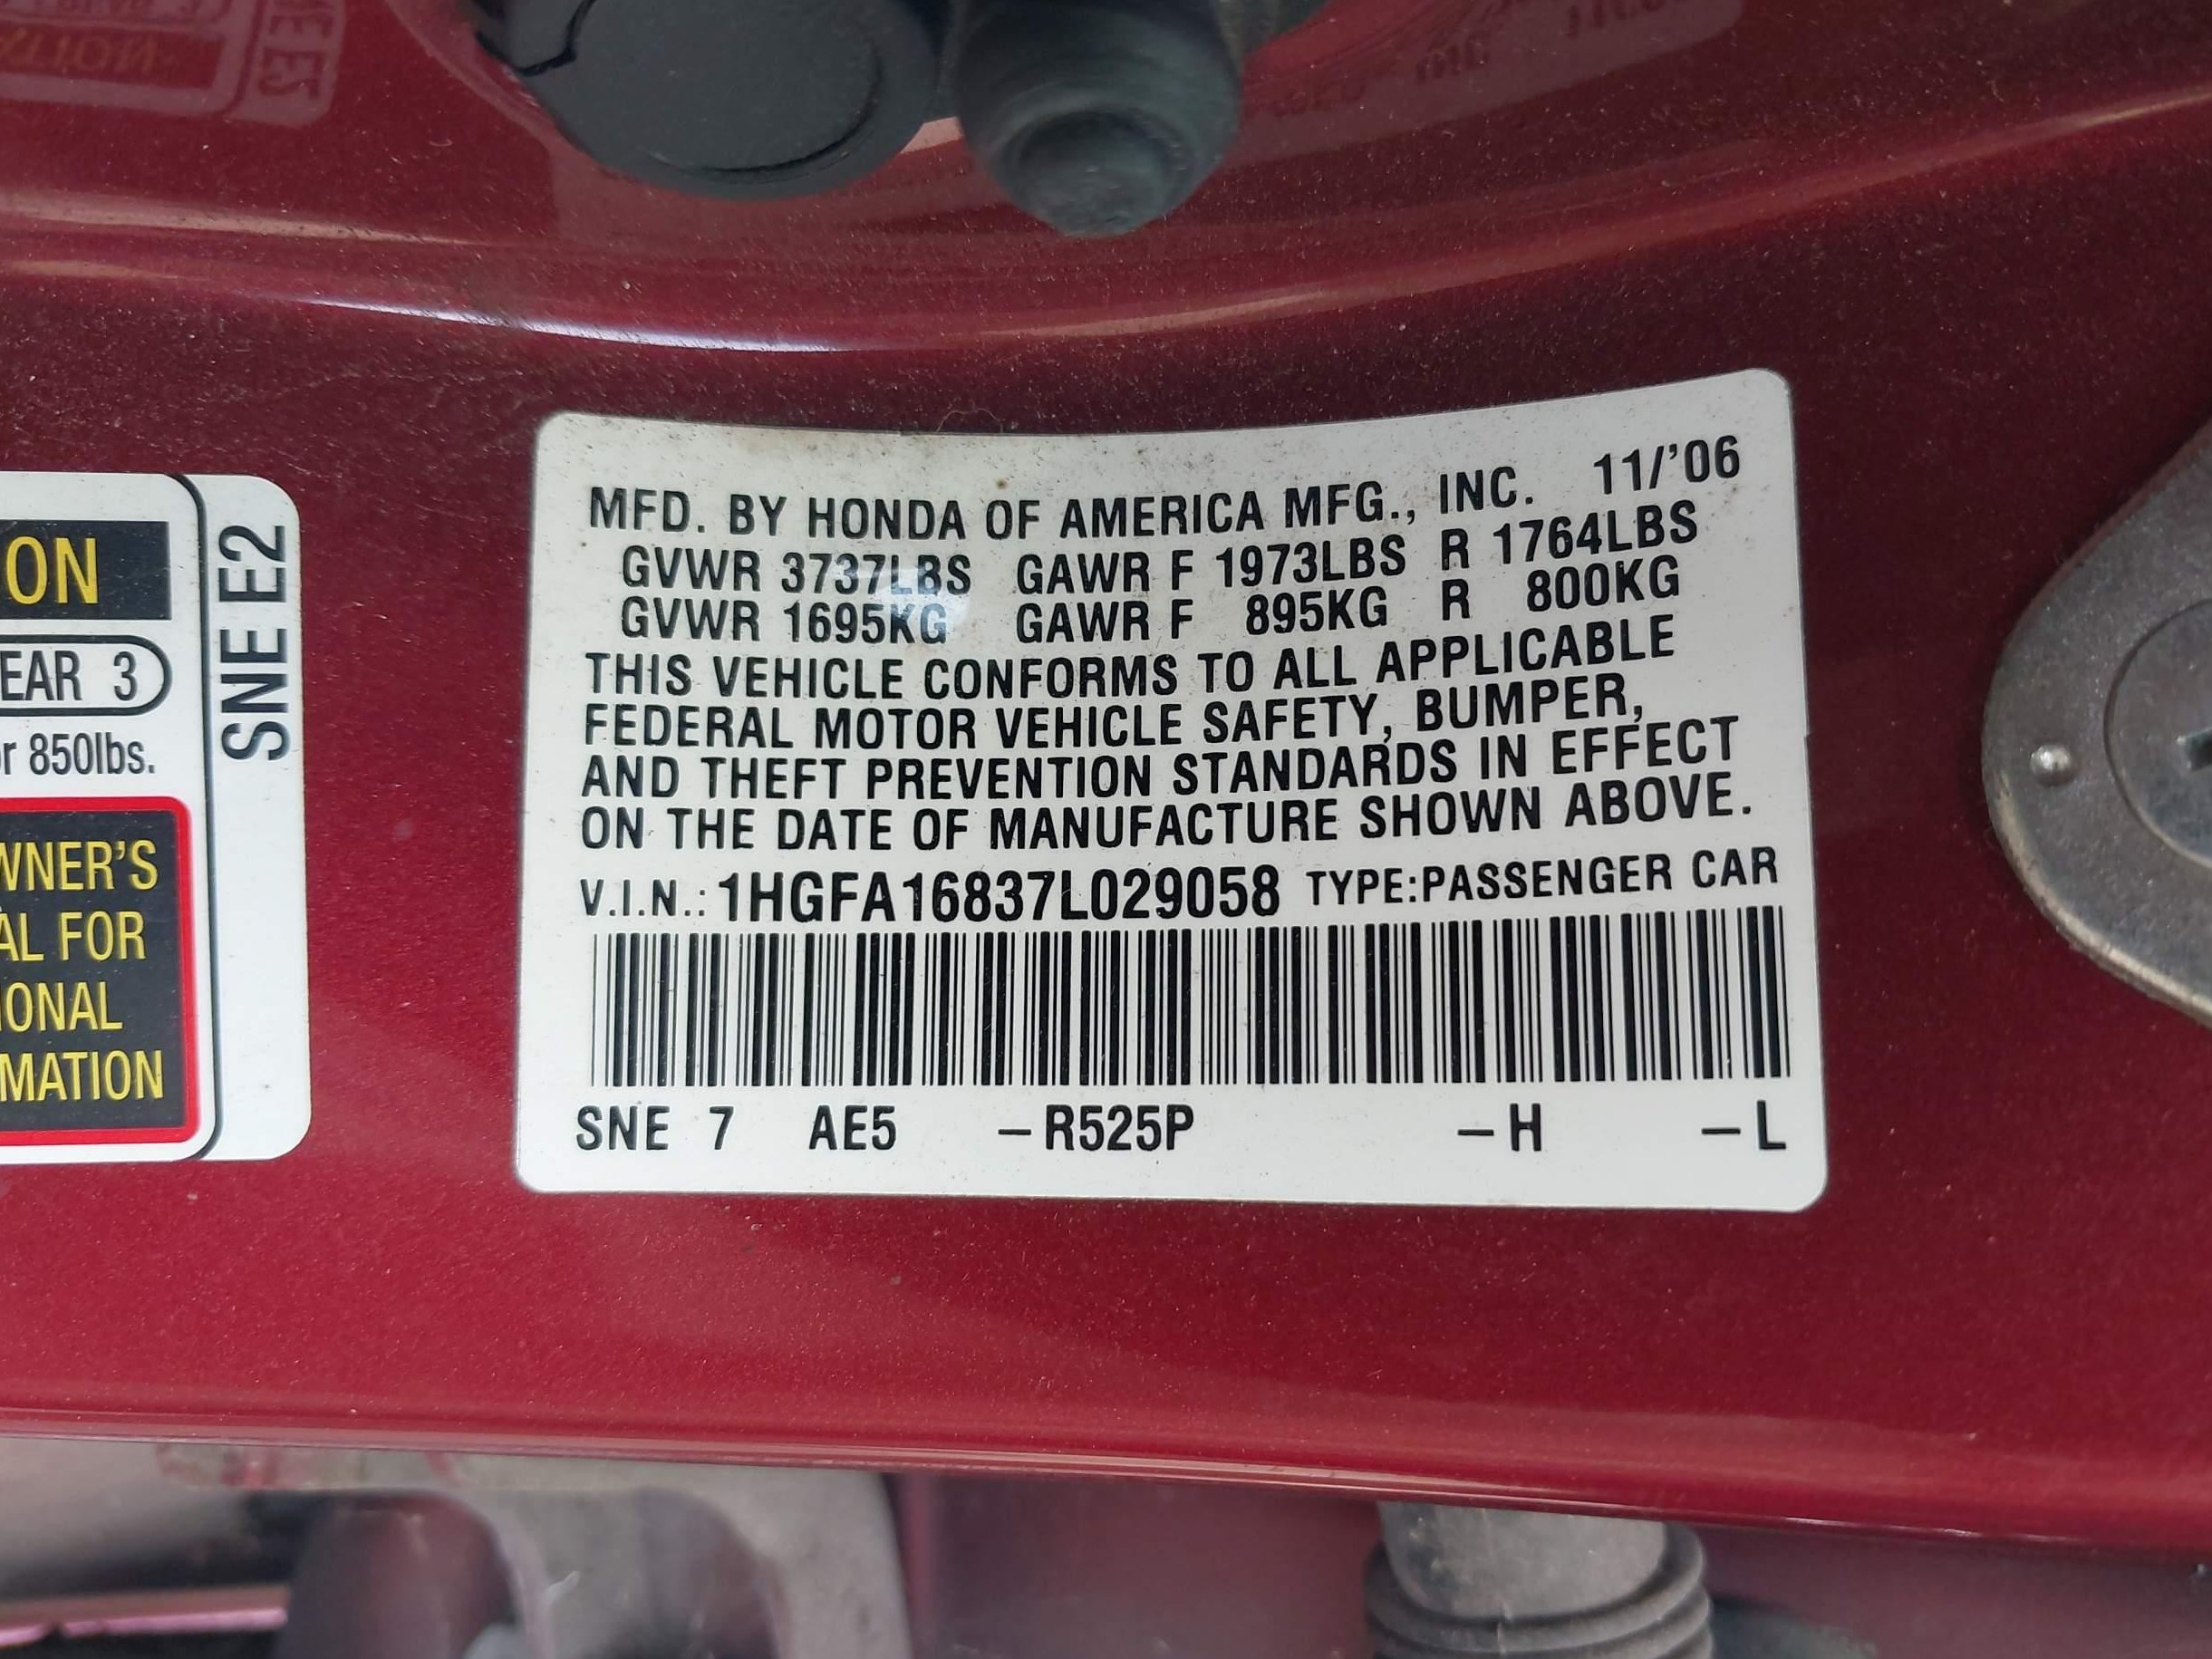 ON
EAR 3
r 850lbs.
WNER'S
AL FOR
IONAL
MATION
SNE E2
MFD. BY HONDA OF AMERICA MFG., INC. 11/'06
GVWR 3737LBS GAWR F 1973LBS R 1764LBS
GVWR 1695KG GAWR F 895KG R 800KG
THIS VEHICLE CONFORMS TO ALL APPLICABLE
FEDERAL MOTOR VEHICLE SAFETY, BUMPER,
AND THEFT PREVENTION STANDARDS IN EFFECT
ON THE DATE OF MANUFACTURE SHOWN ABOVE.
V.I.N.: 1HGFA16837L029058 TYPE:PASSENGER CAR
SNE 7 AE5 –R525P –H –L